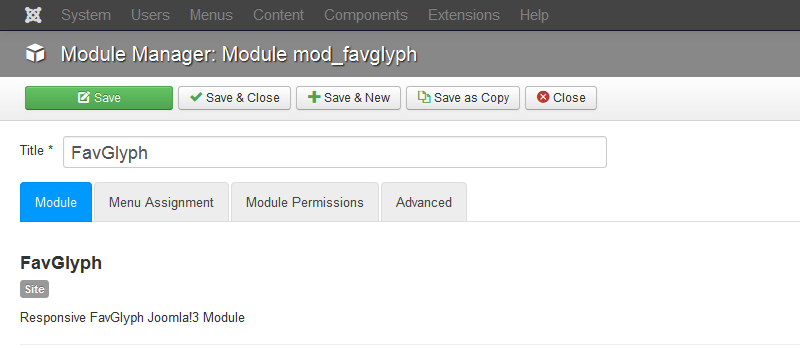 System Users Menus Content Components Extensions Help
Module Manager: Module mod_favglyph
Save Save & Close Save & New Save as Copy Close
Title * FavGlyph
Module Menu Assignment Module Permissions Advanced
FavGlyph
Site
Responsive FavGlyph Joomla!3 Module